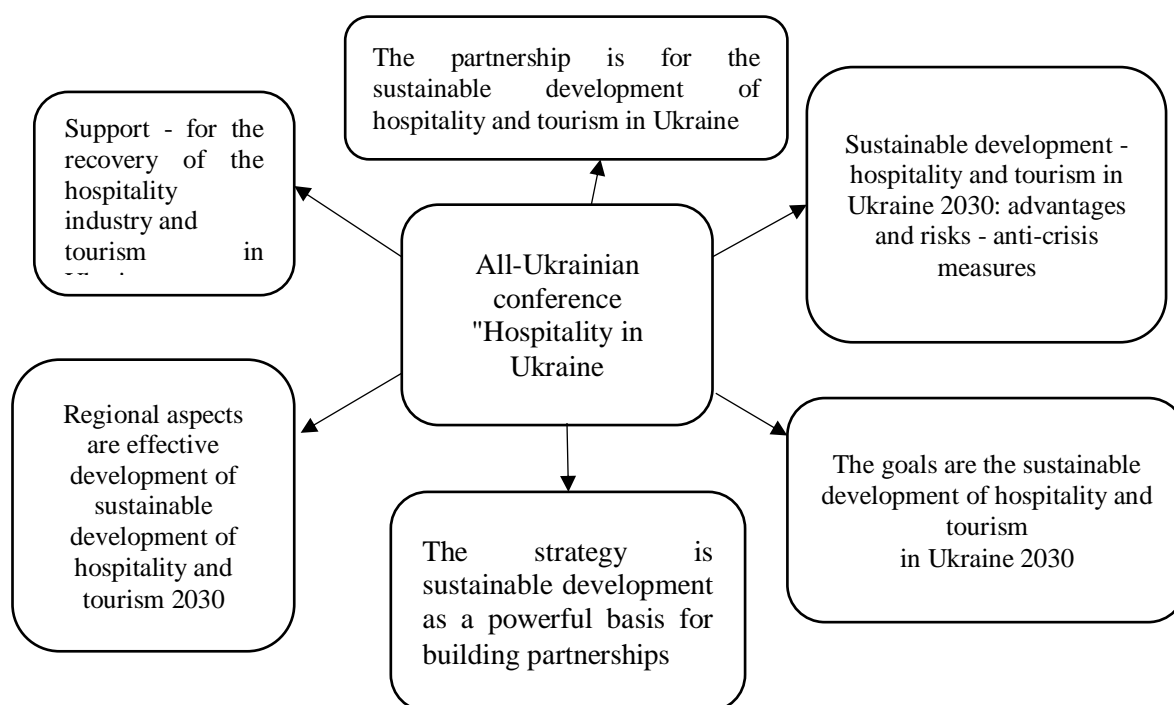 The partnership is for the
sustainable development of
hospitality and tourism in Ukraine
Support - for the
recovery of the
hospitality
industry and
tourism in
Sustainable development -
hospitality and tourism in
Ukraine 2030: advantages
and risks - anti-crisis
measures
All-Ukrainian
conference
"Hospitality in
Ukraine
Regional aspects
are effective
development of
sustainable
development of
hospitality and
tourism 2030
The strategy is
sustainable development
as a powerful basis for
building partnerships
The goals are the sustainable
development of hospitality and
tourism
in Ukraine 2030